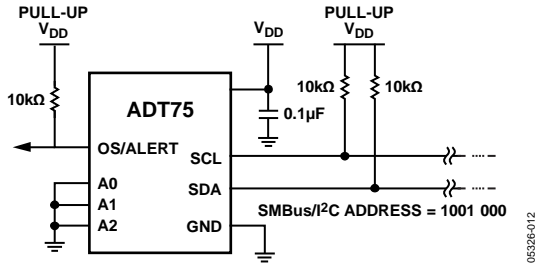 PULL-UP
VDD
VDD
PULL-UP
VDD
10kΩ
10kΩ
10kΩ
ADT75
0.1µF
OS/ALERT
SCL
A0
SDA
A1
SMBus/I²C ADDRESS = 1001 000
A2
GND
05326-012